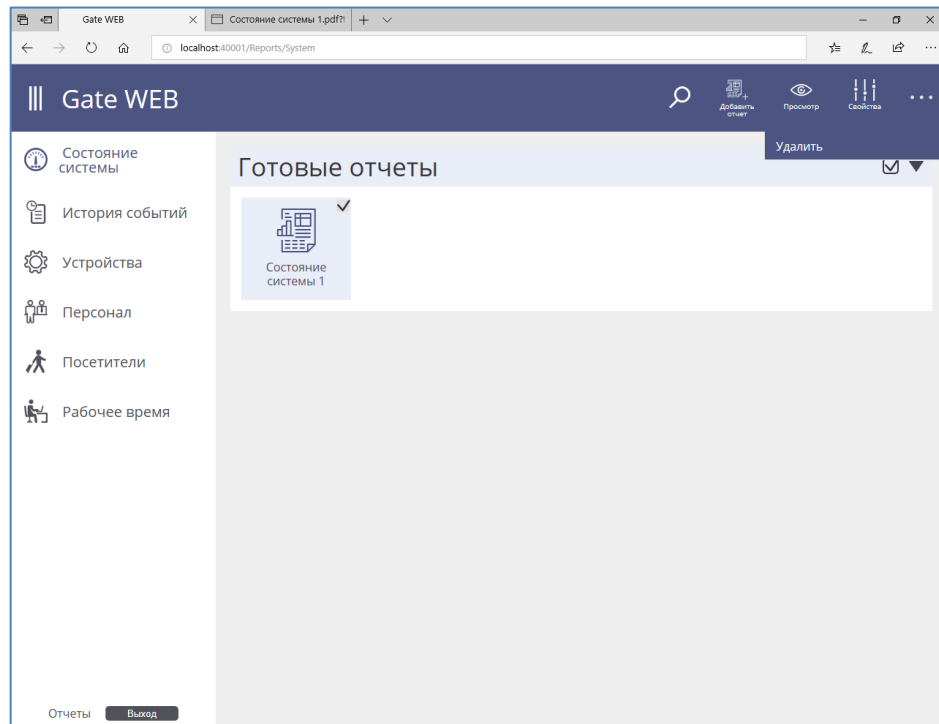 Gate WEB
Состояние системы 1.pdf?
localhost:40001/Reports/System
Gate WEB
Добавить
отчет
Просмотр
Свойства
Удалить
Состояние
системы
История событий
Устройства
Персонал
Посетители
Рабочее время
Готовые отчеты
Состояние
системы 1
Отчеты
Выход